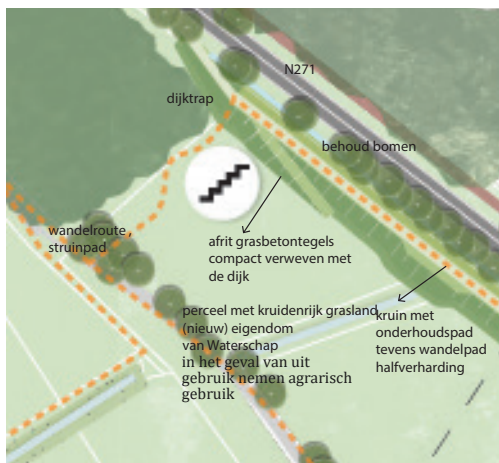 N271
dijktrap
behoud bomen
wandelroute,
struinpad
afrit grasbetontegels
compact verweven met
de dijk
perceel met kruidenrijk grasland
(nieuw) eigendom
van Waterschap
in het geval van uit
gebruik nemen agrarisch
gebruik
kruin met
onderhoudspad
tevens wandelpad
halfverharding